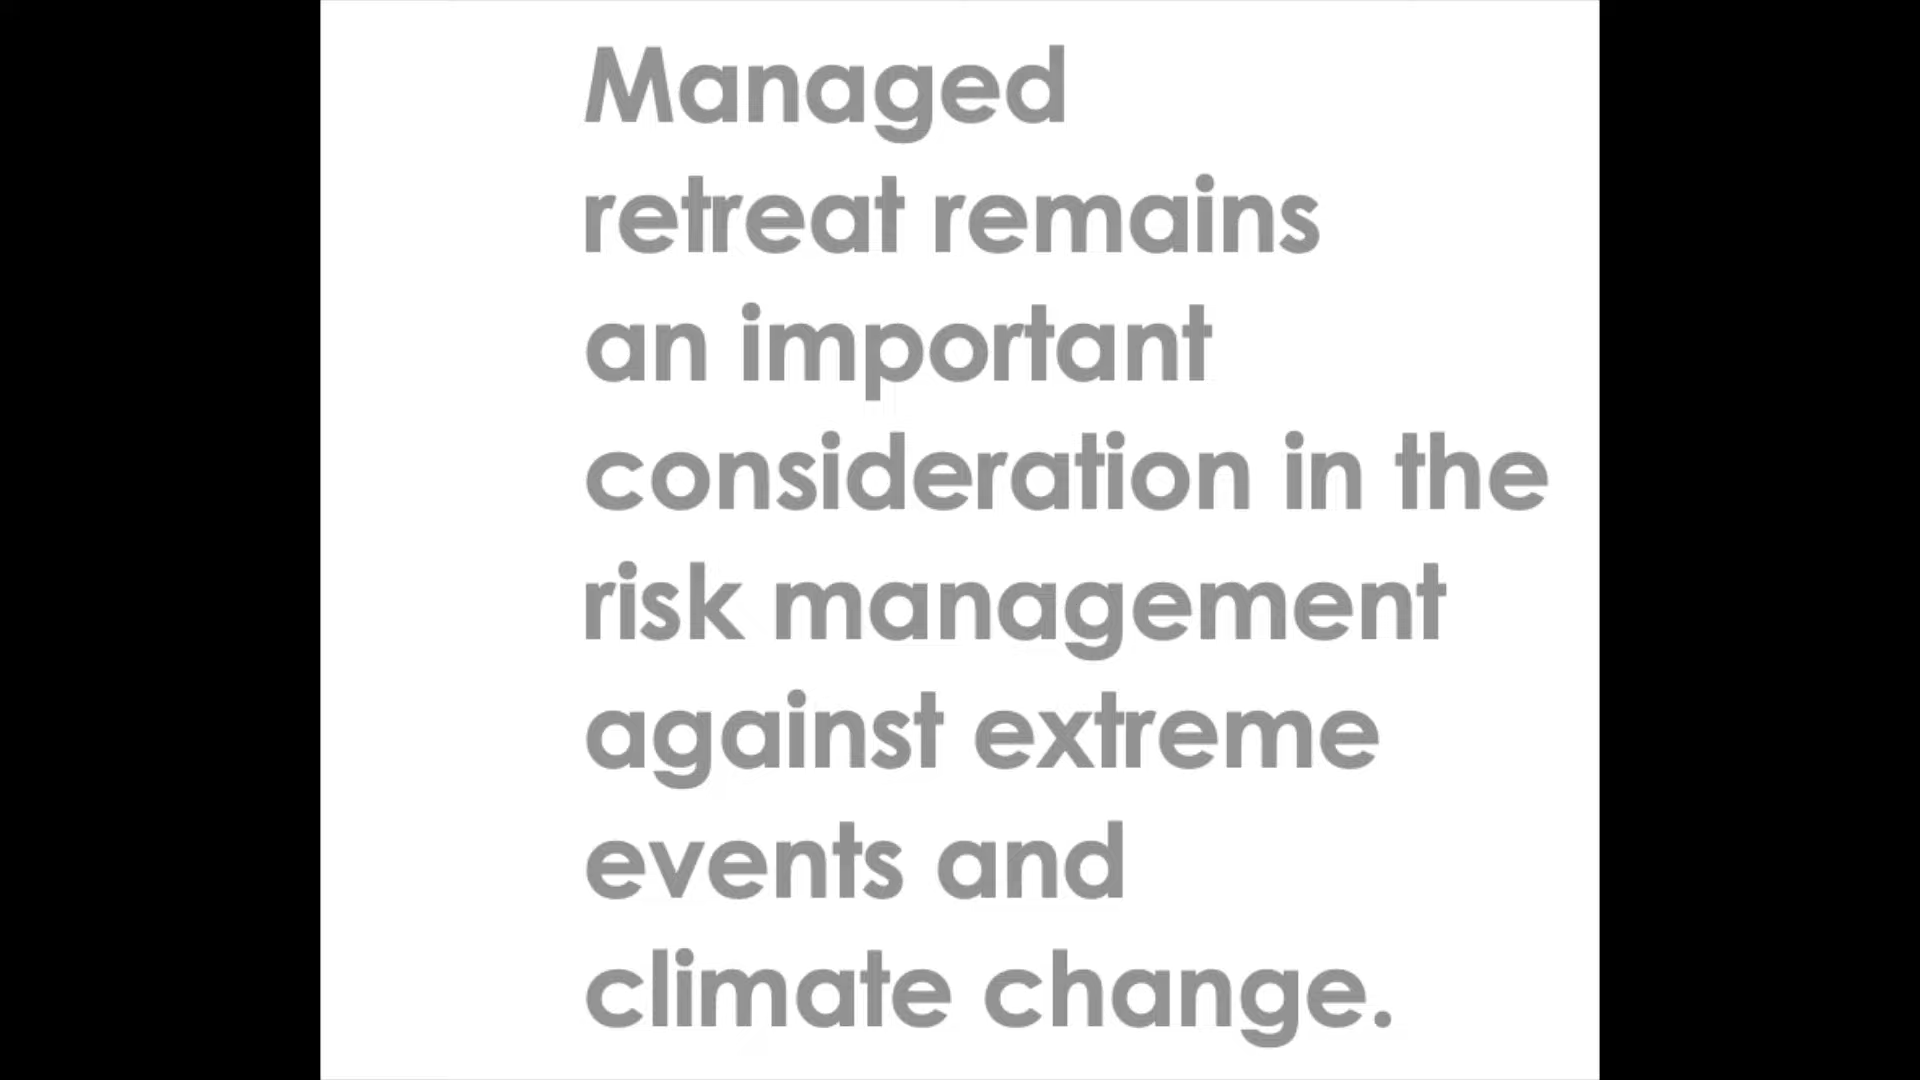 Managed
retreat remains
an important
consideration in the
risk management
against extreme
events and
climate change.